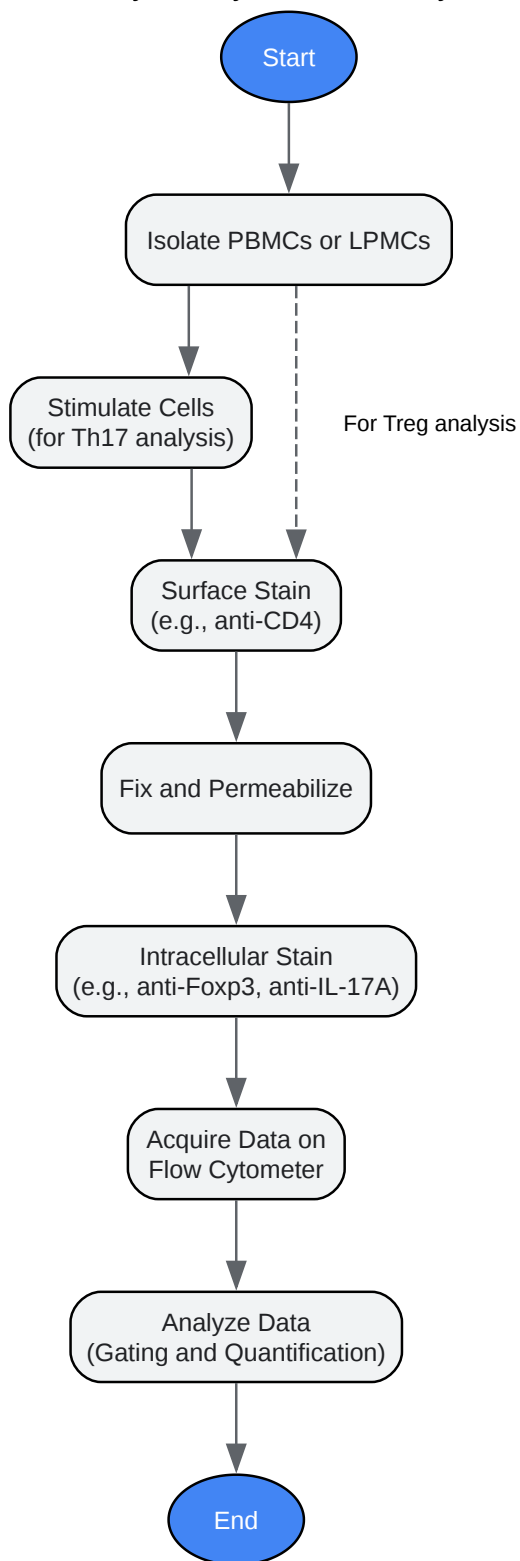 Start
Isolate PBMCs or LPMCs
Stimulate Cells
(for Th17 analysis)
For Treg analysis
Surface Stain
(e.g., anti-CD4)
Fix and Permeabilize
Intracellular Stain
(e.g., anti-Foxp3, anti-IL-17A)
Acquire Data on
Flow Cytometer
Analyze Data
(Gating and Quantification)
End